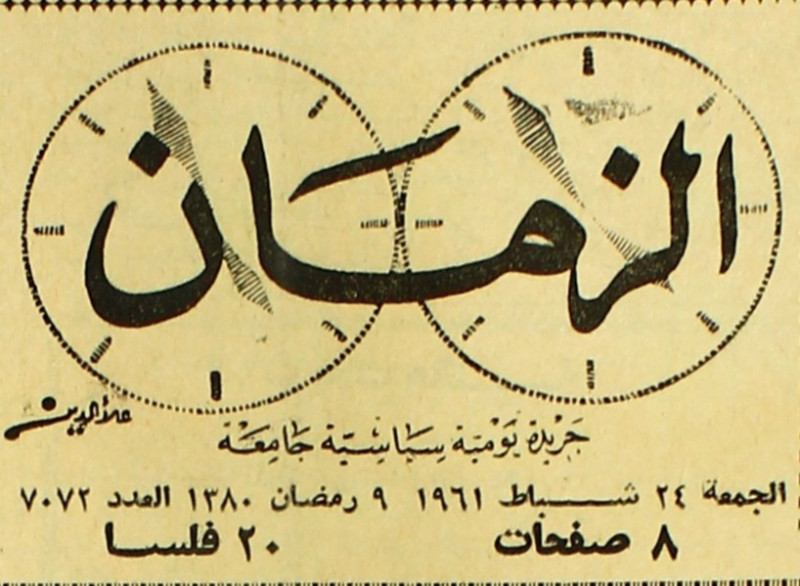 الزمان
علاء الدين
جريدة يومية سياسية جامعة
الجمعة ٢٤ شباط ١٩٦١ ٩ رمضان ١٣٨٠ العدد ٧٠٧٢
٨ صفحات ٢٠ فلسا